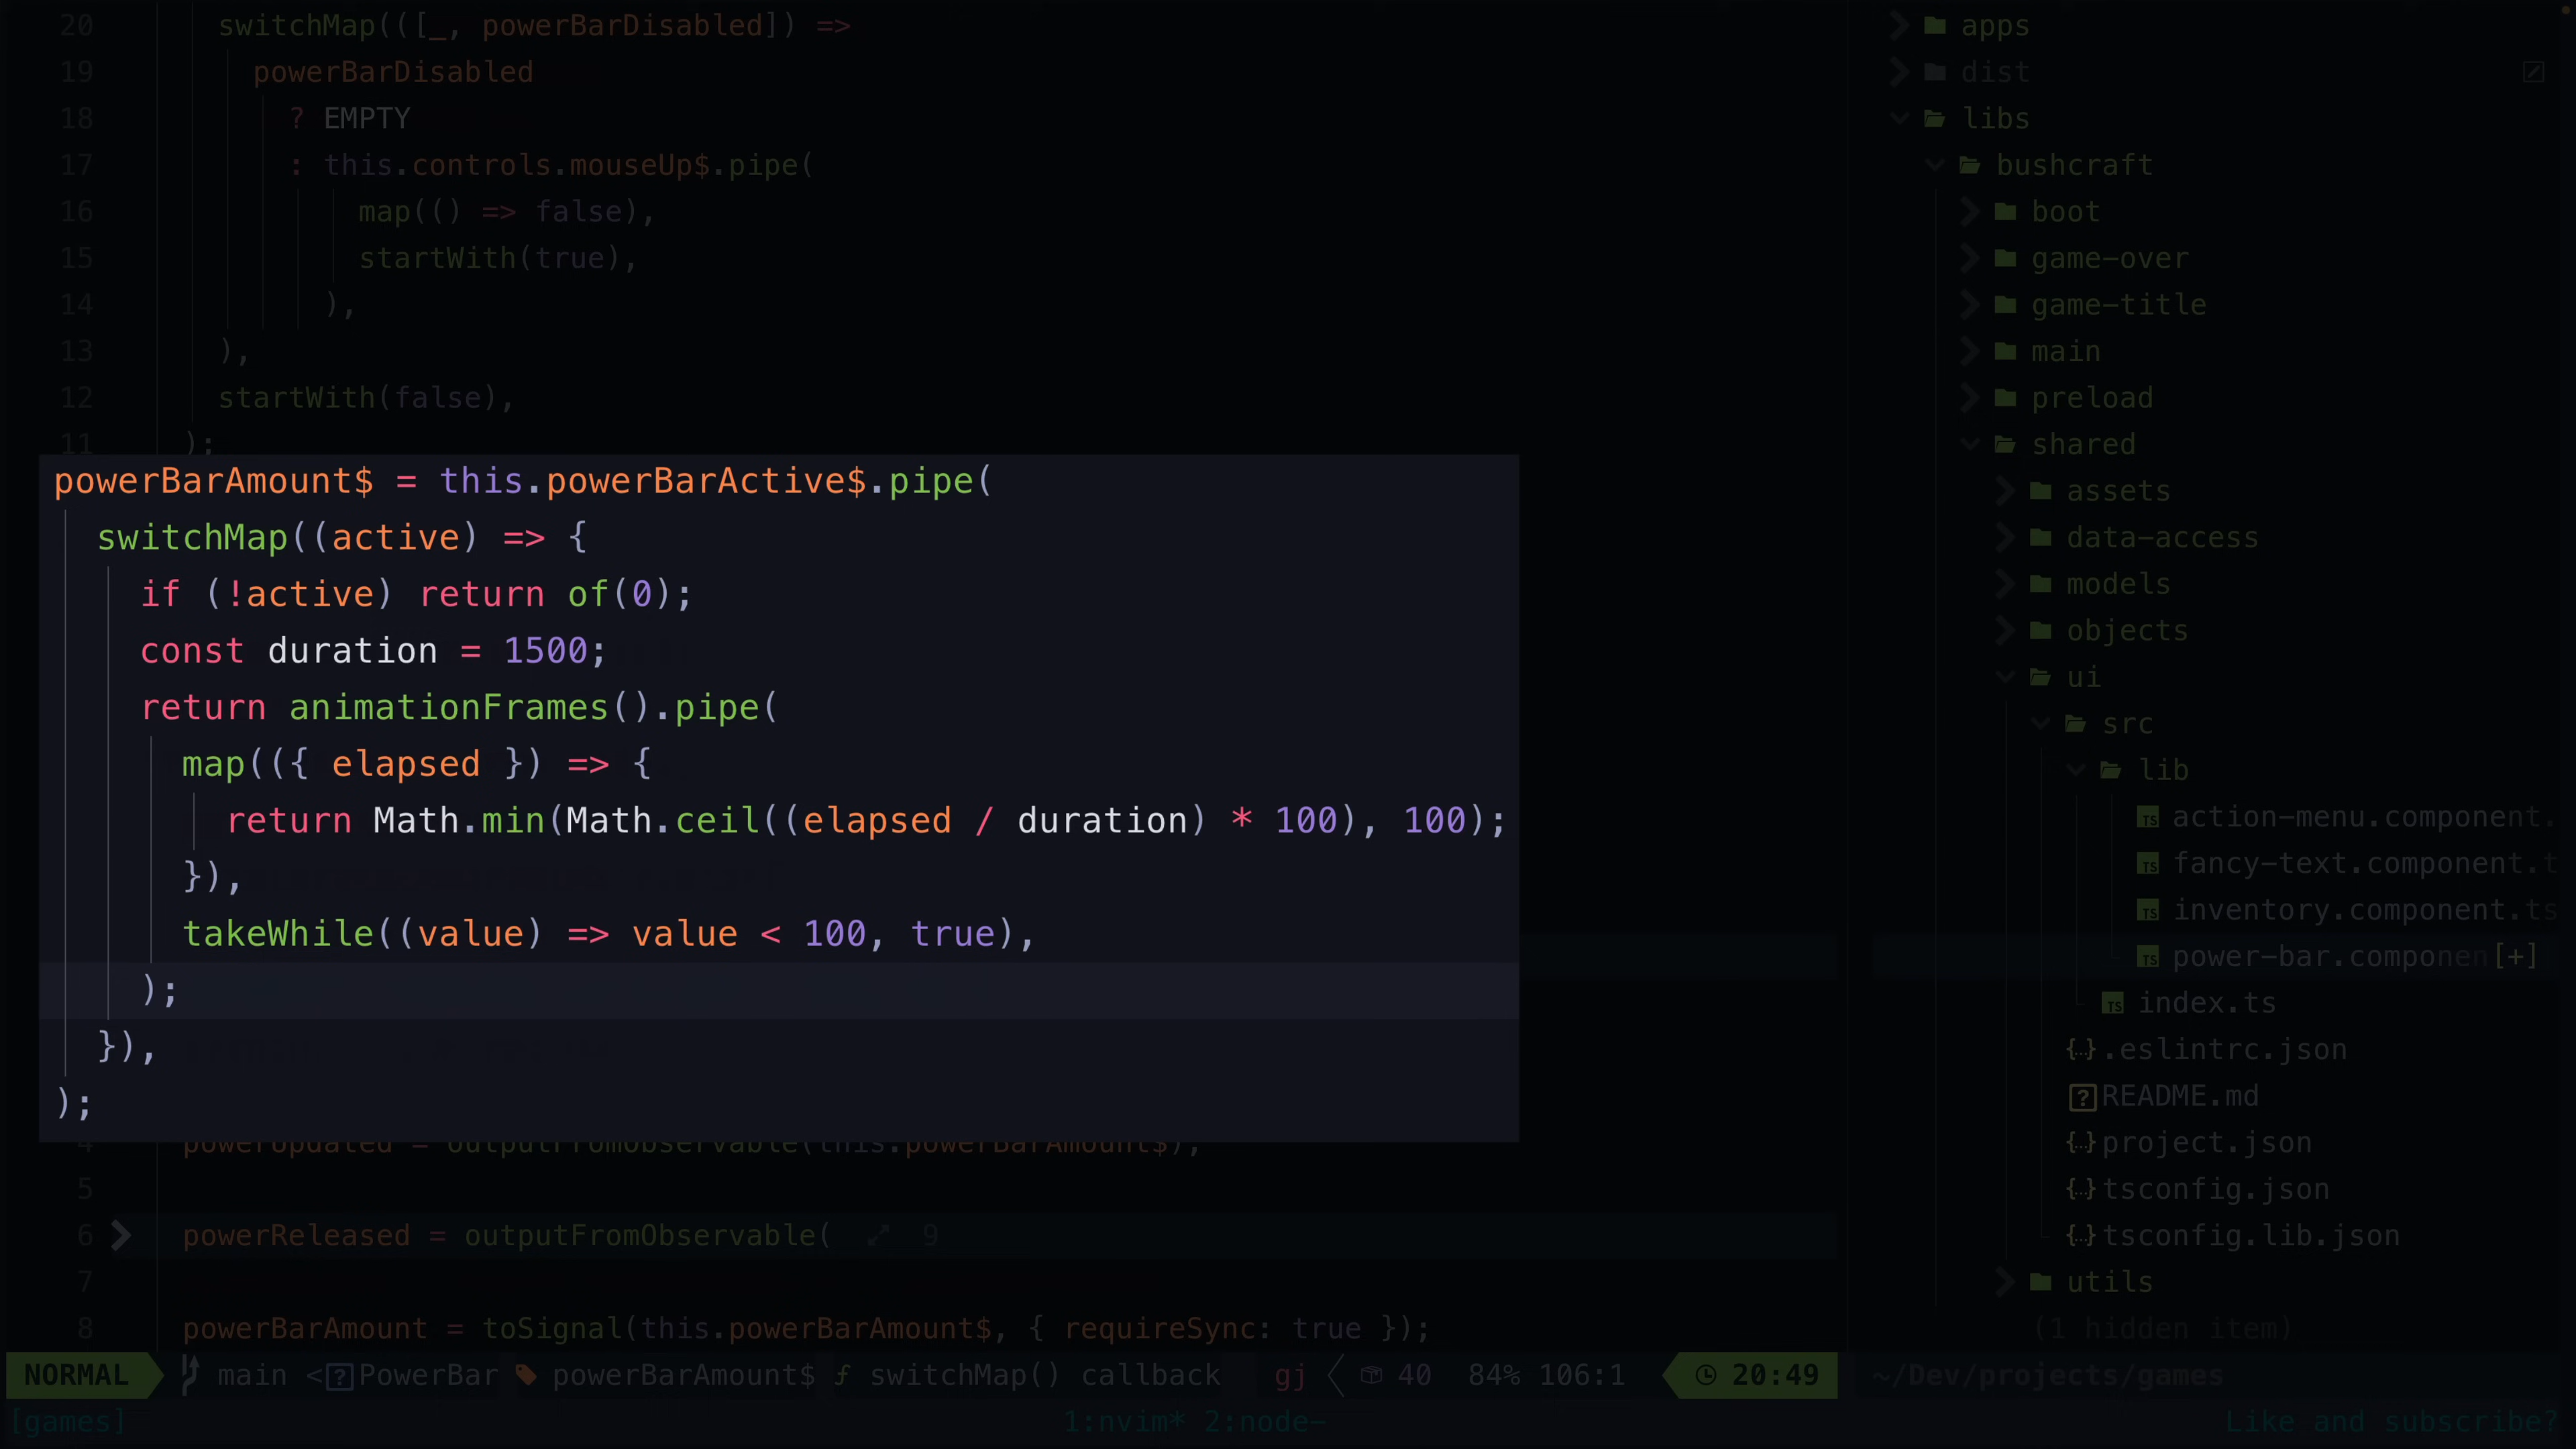 20 switchMap(([_, powerBarDisabled]) =>
19 powerBarDisabled
18 ? EMPTY
17 : this.controls.mouseUp$.pipe(
16 map(() => false),
15 startWith(true),
14 ),
13 ),
12 startWith(false),
11 );
powerBarAmount$ = this.powerBarActive$.pipe(
switchMap((active) => {
if (!active) return of(0);
const duration = 1500;
return animationFrames().pipe(
map(({ elapsed }) => {
return Math.min(Math.ceil((elapsed / duration) * 100), 100);
}),
takeWhile((value) => value < 100, true),
);
}),
);
4 powerUpdated = outputFromObservable(this.powerBarAmount$);
5
6 powerReleased = outputFromObservable( 9
7
8 powerBarAmount = toSignal(this.powerBarAmount$, { requireSync: true });
NORMAL main < PowerBar powerBarAmount$ f switchMap() callback gj 40 84% 106:1 20:49
[games] 1:nvim* 2:node-
apps
dist
libs
bushcraft
boot
game-over
game-title
main
preload
shared
assets
data-access
models
objects
ui
src
lib
action-menu.component.
fancy-text.component.t
inventory.component.ts
power-bar.componen[+]
index.ts
.eslintrc.json
README.md
project.json
tsconfig.json
tsconfig.lib.json
utils
(1 hidden item)
~/Dev/projects/games
Like and subscribe?